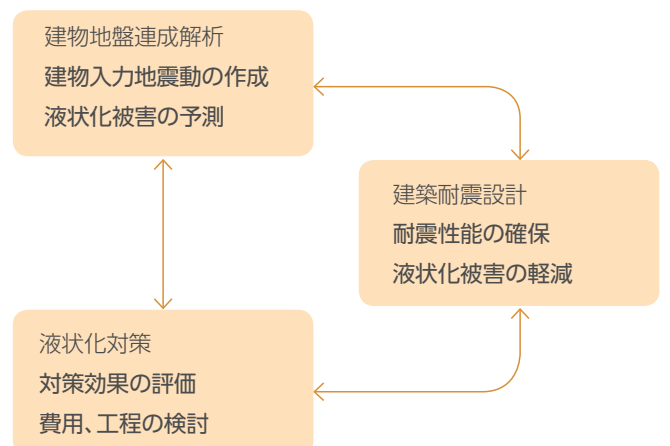 建物地盤連成解析
建物入力地震動の作成
液状化被害の予測
建築耐震設計
耐震性能の確保
液状化被害の軽減
液状化対策
対策効果の評価
費用、工程の検討